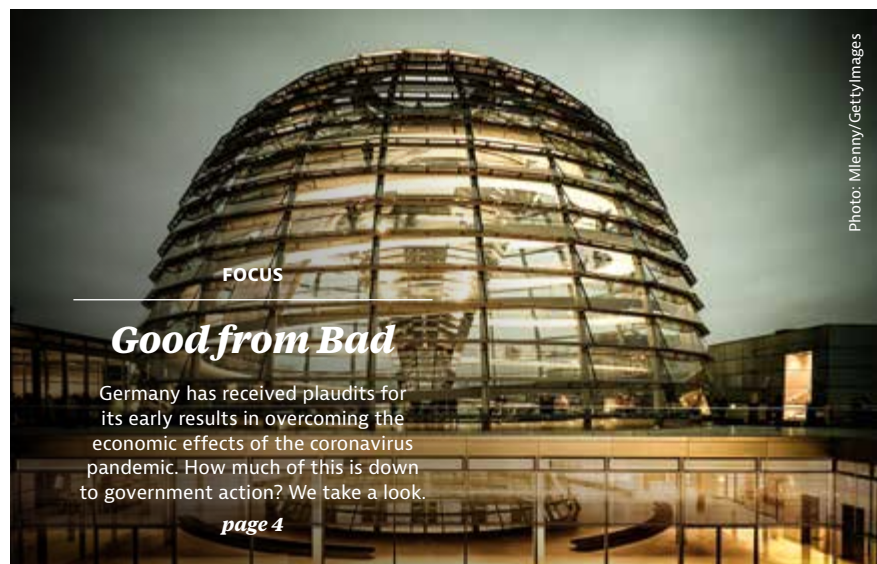 Photo: Mlenny/GettyImages
FOCUS
Good from Bad
Germany has received plaudits for
its early results in overcoming the
economic effects of the coronavirus
pandemic. How much of this is down
to government action? We take a look.
page 4